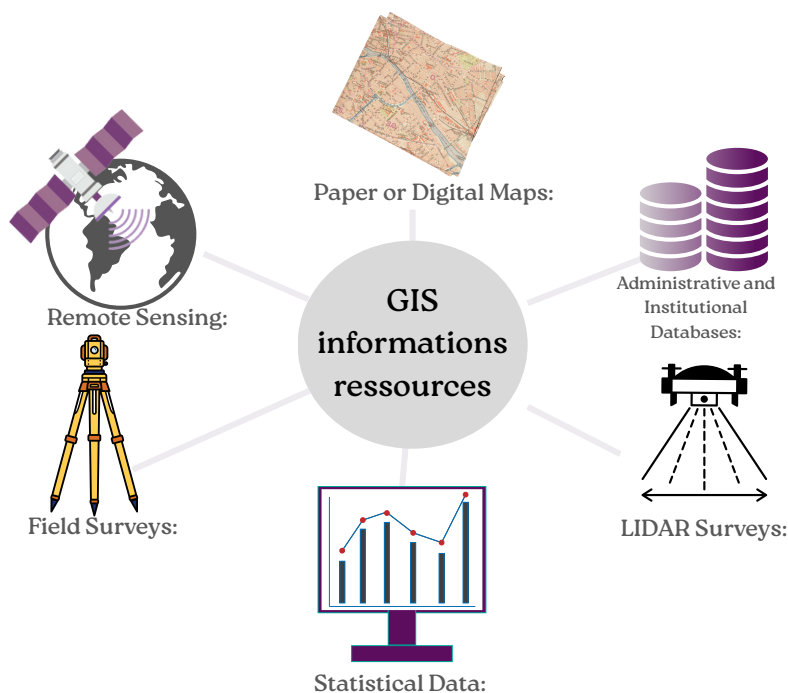 Paper or Digital Maps:
Administrative and
Institutional
Databases:
Remote Sensing:
GIS
informations
ressources
Field Surveys:
LIDAR Surveys:
Statistical Data: